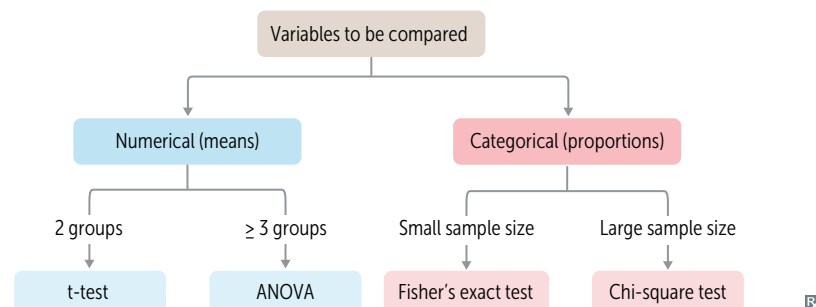 Variables to be compared
Numerical (means)
Categorical (proportions)
2 groups
≥ 3 groups
Small sample size
Large sample size
t-test
ANOVA
Fisher's exact test
Chi-square test
R